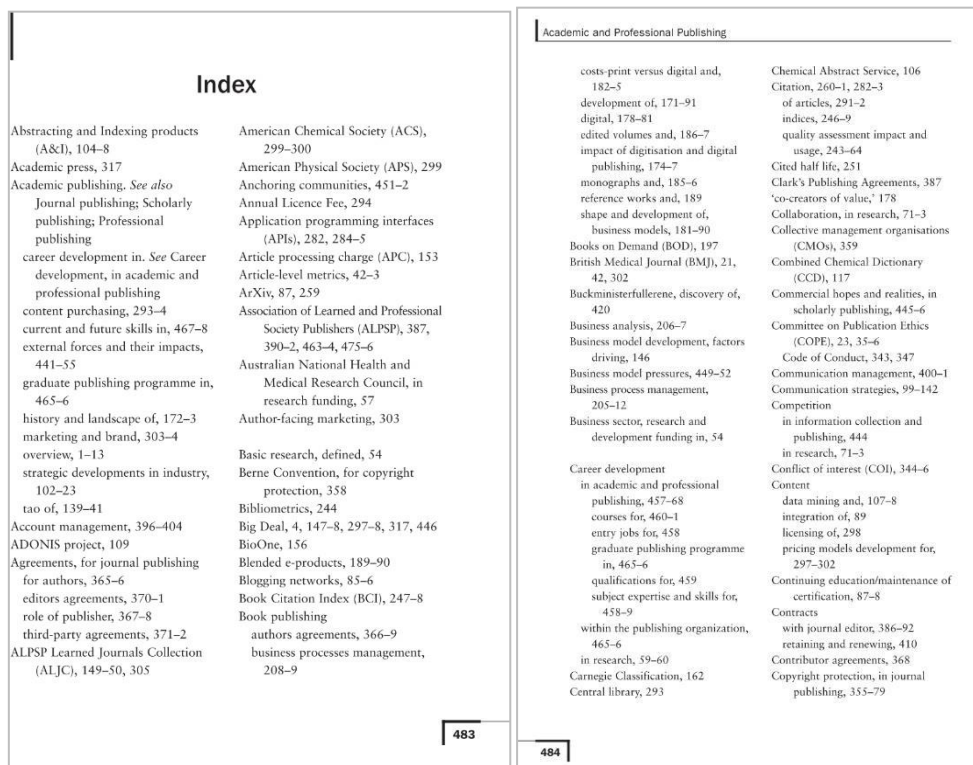 Index
Abstracting and Indexing products
(A&I), 104–8
Academic press, 317
Academic publishing. See also
Journal publishing; Scholarly
publishing; Professional
publishing
career development in. See Career
development, in academic and
professional publishing
content purchasing, 293–4
current and future skills in, 467–8
external forces and their impacts,
441–55
graduate publishing programme in,
465–6
history and landscape of, 172–3
marketing and brand, 303–4
overview, 1–13
strategic developments in industry,
102–23
tao of, 139–41
Account management, 396–404
ADONIS project, 109
Agreements, for journal publishing
for authors, 365–6
editors agreements, 370–1
role of publisher, 367–8
third-party agreements, 371–2
ALPSP Learned Journals Collection
(ALJC), 149–50, 305
American Chemical Society (ACS),
299–300
American Physical Society (APS), 299
Anchoring communities, 451–2
Annual Licence Fee, 294
Application programming interfaces
(APIs), 282, 284–5
Article processing charge (APC), 153
Article-level metrics, 42–3
ArXiv, 87, 259
Association of Learned and Professional
Society Publishers (ALPSP), 387,
390–2, 463–4, 475–6
Australian National Health and
Medical Research Council, in
research funding, 57
Author-facing marketing, 303
Basic research, defined, 54
Berne Convention, for copyright
protection, 358
Bibliometrics, 244
Big Deal, 4, 147–8, 297–8, 317, 446
BioOne, 156
Blended e-products, 189–90
Blogging networks, 85–6
Book Citation Index (BCI), 247–8
Book publishing
authors agreements, 366–9
business processes management,
208–9
483
Academic and Professional Publishing
costs-print versus digital and,
182–5
development of, 171–91
digital, 178–81
edited volumes and, 186–7
impact of digitisation and digital
publishing, 174–7
monographs and, 185–6
reference works and, 189
shape and development of,
business models, 181–90
Books on Demand (BOD), 197
British Medical Journal (BMJ), 21,
42, 302
Buckministerfullerene, discovery of,
420
Business analysis, 206–7
Business model development, factors
driving, 146
Business model pressures, 449–52
Business process management,
205–12
Business sector, research and
development funding in, 54
Career development
in academic and professional
publishing, 457–68
courses for, 460–1
entry jobs for, 458
graduate publishing programme
in, 465–6
qualifications for, 459
subject expertise and skills for,
458–9
within the publishing organization,
465–6
in research, 59–60
Carnegie Classification, 162
Central library, 293
Chemical Abstract Service, 106
Citation, 260–1, 282–3
of articles, 291–2
indices, 246–9
quality assessment impact and
usage, 243–64
Cited half life, 251
Clark's Publishing Agreements, 387
'co-creators of value,' 178
Collaboration, in research, 71–3
Collective management organisations
(CMOs), 359
Combined Chemical Dictionary
(CCD), 117
Commercial hopes and realities, in
scholarly publishing, 445–6
Committee on Publication Ethics
(COPE), 23, 35–6
Code of Conduct, 343, 347
Communication management, 400–1
Communication strategies, 99–142
Competition
in information collection and
publishing, 444
in research, 71–3
Conflict of interest (COI), 344–6
Content
data mining and, 107–8
integration of, 89
licensing of, 298
pricing models development for,
297–302
Continuing education/maintenance of
certification, 87–8
Contracts
with journal editor, 386–92
retaining and renewing, 410
Contributor agreements, 368
Copyright protection, in journal
publishing, 355–79
484